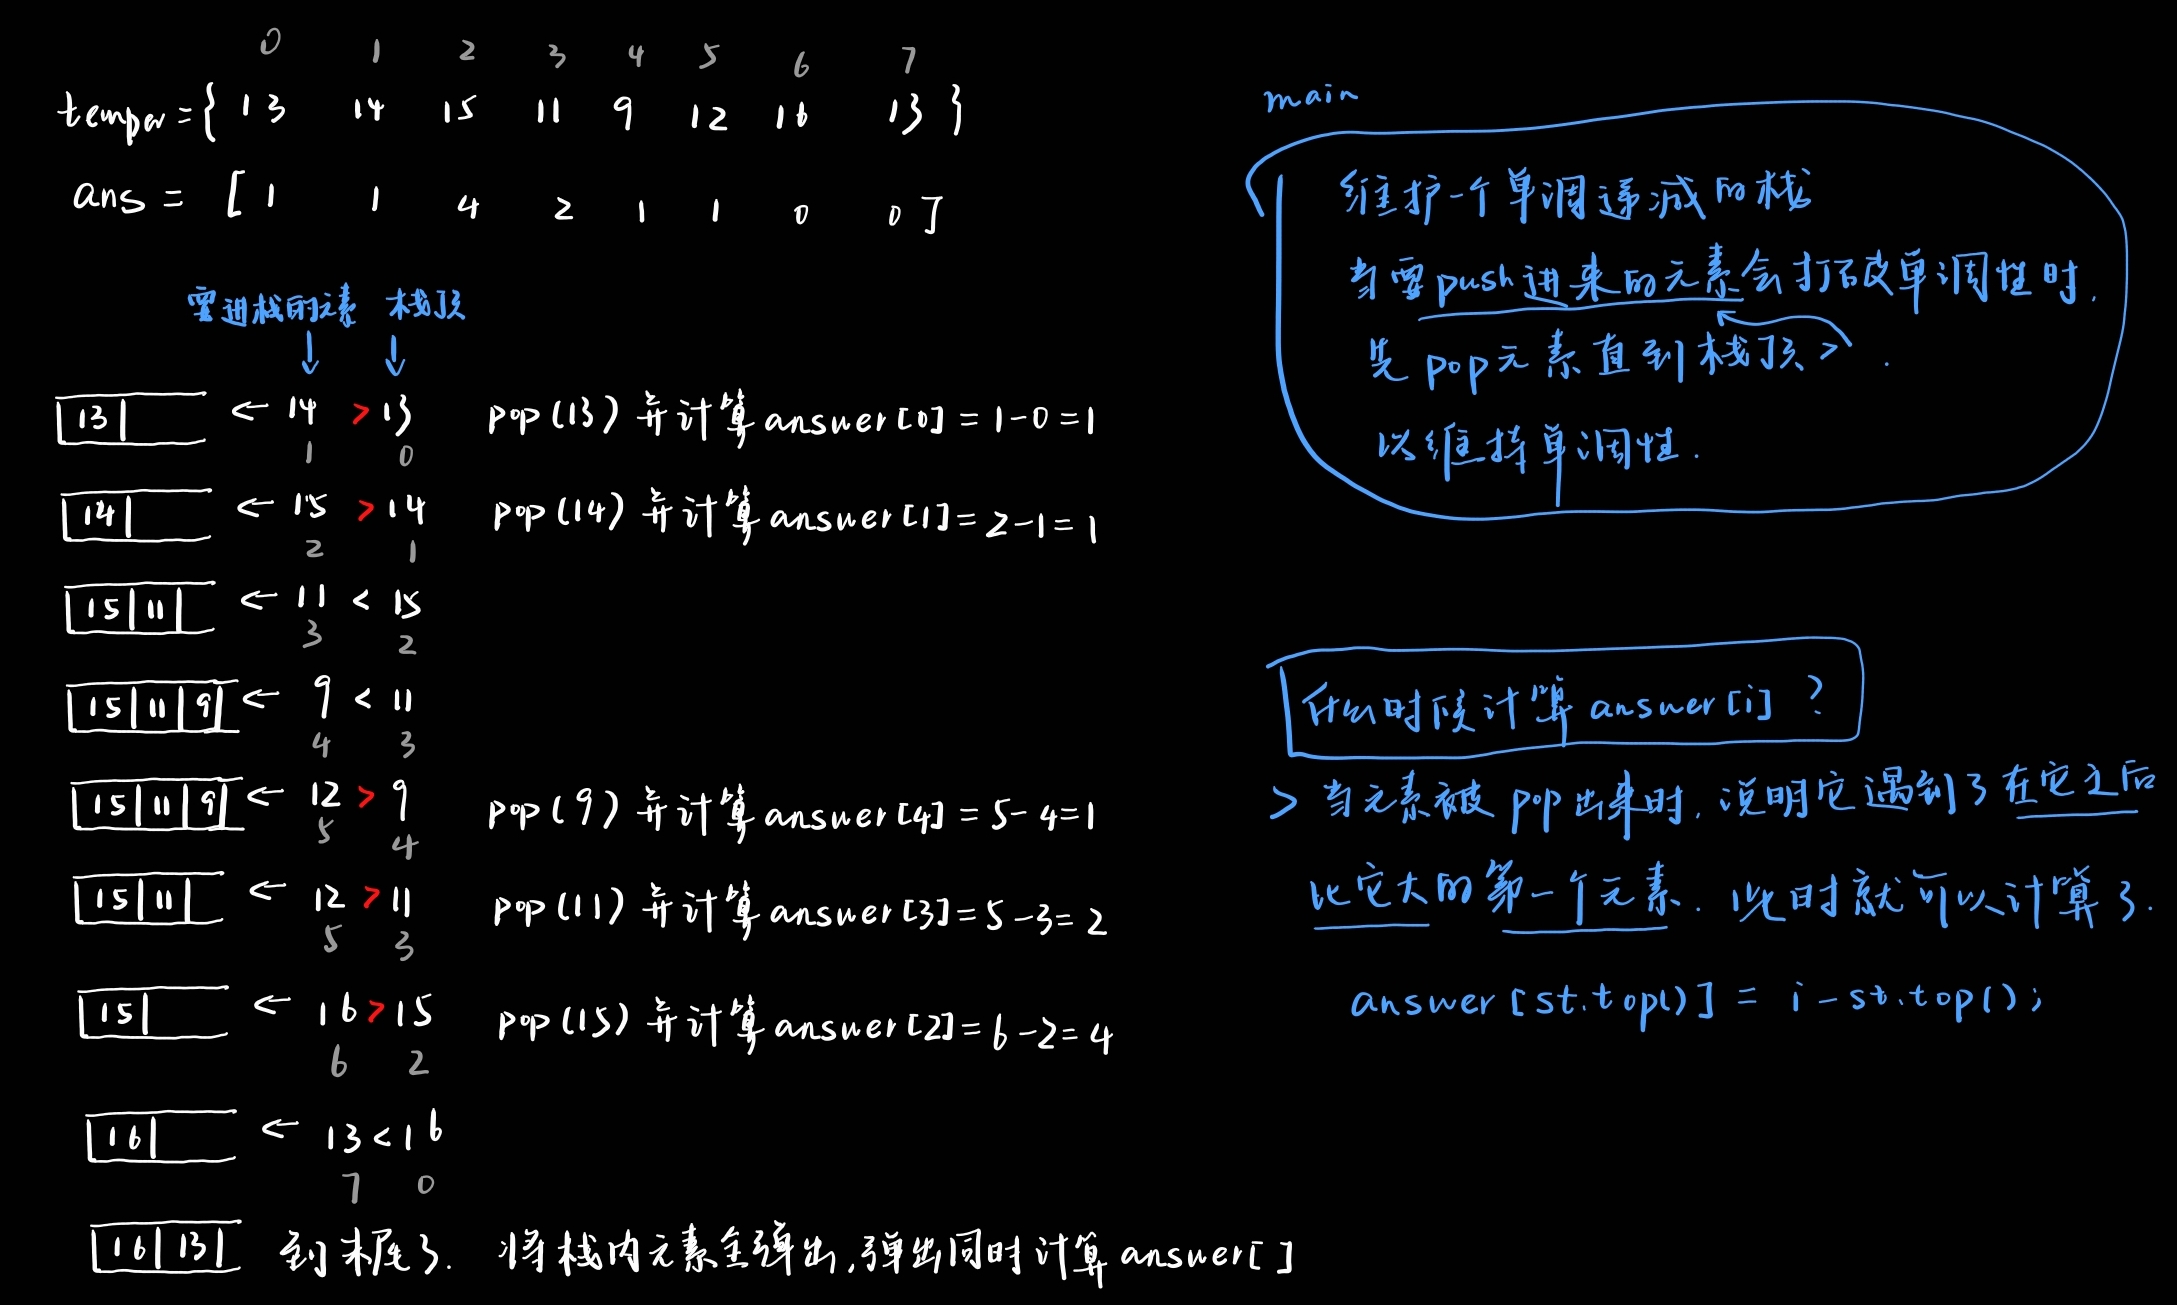 0 1 2 3 4 5 6 7
temper = { 13 14 15 11 9 12 16 13 }
ans = [ 1 1 4 2 1 1 0 0 ]
要进栈的元素 栈顶
13 ← 14 > 13 pop(13) 并计算 answer[0] = 1-0=1
1 0
14 ← 15 > 14 pop(14) 并计算 answer[1] = 2-1=1
2 1
15 11 ← 11 < 15
3 2
15 11 9 ← 9 < 11
4 3
15 11 9 ← 12 > 9 pop(9) 并计算 answer[4] = 5-4=1
5 4
15 11 ← 12 > 11 pop(11) 并计算 answer[3] = 5-3=2
5 3
15 ← 16 > 15 pop(15) 并计算 answer[2] = 6-2=4
6 2
16 ← 13 < 16
7 0
16 13 到末尾了. 将栈内元素全弹出,弹出同时计算 answer[]
main
维护一个单调递减的栈
当要push进来的元素会打破单调性时,
先pop元素直到栈顶 > .
以维持单调性.
什么时候计算 answer[i] ?
> 当元素被 pop 出来时, 说明它遇到了在它之后
比它大的第一个元素. 此时就可以计算了.
answer[st.top()] = i-st.top();